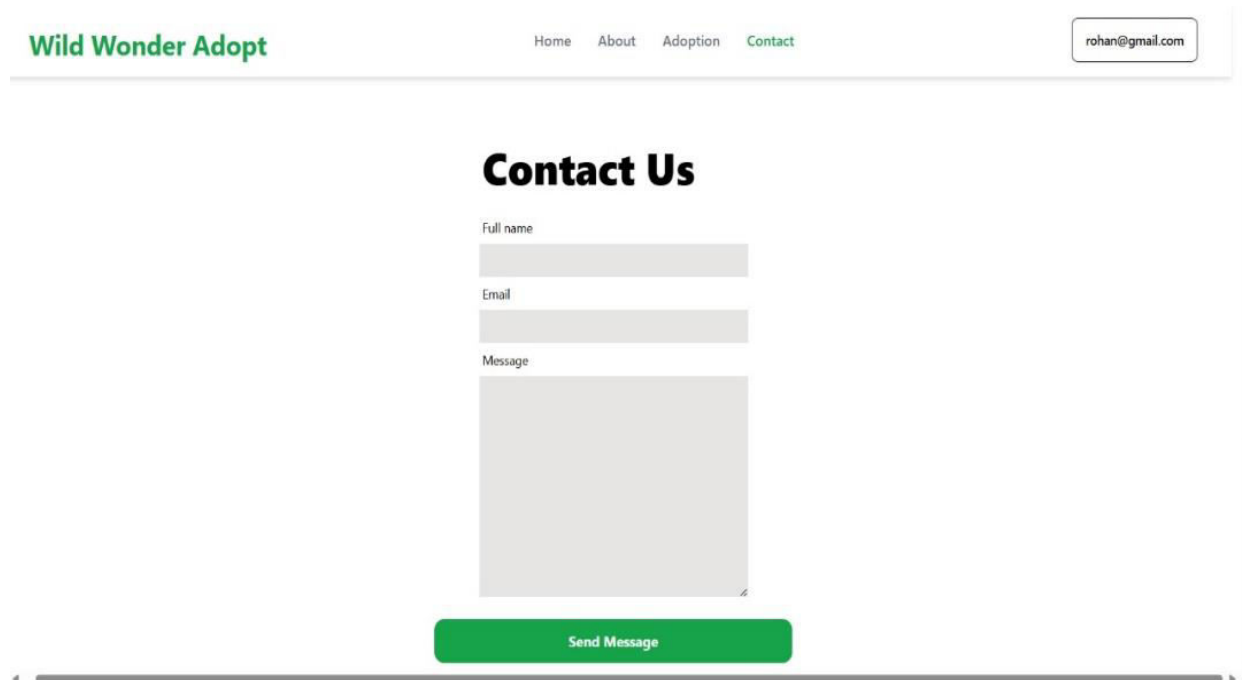 Wild Wonder Adopt Home About Adoption Contact rohan@gmail.com
Contact Us
Full name
Email
Message
Send Message